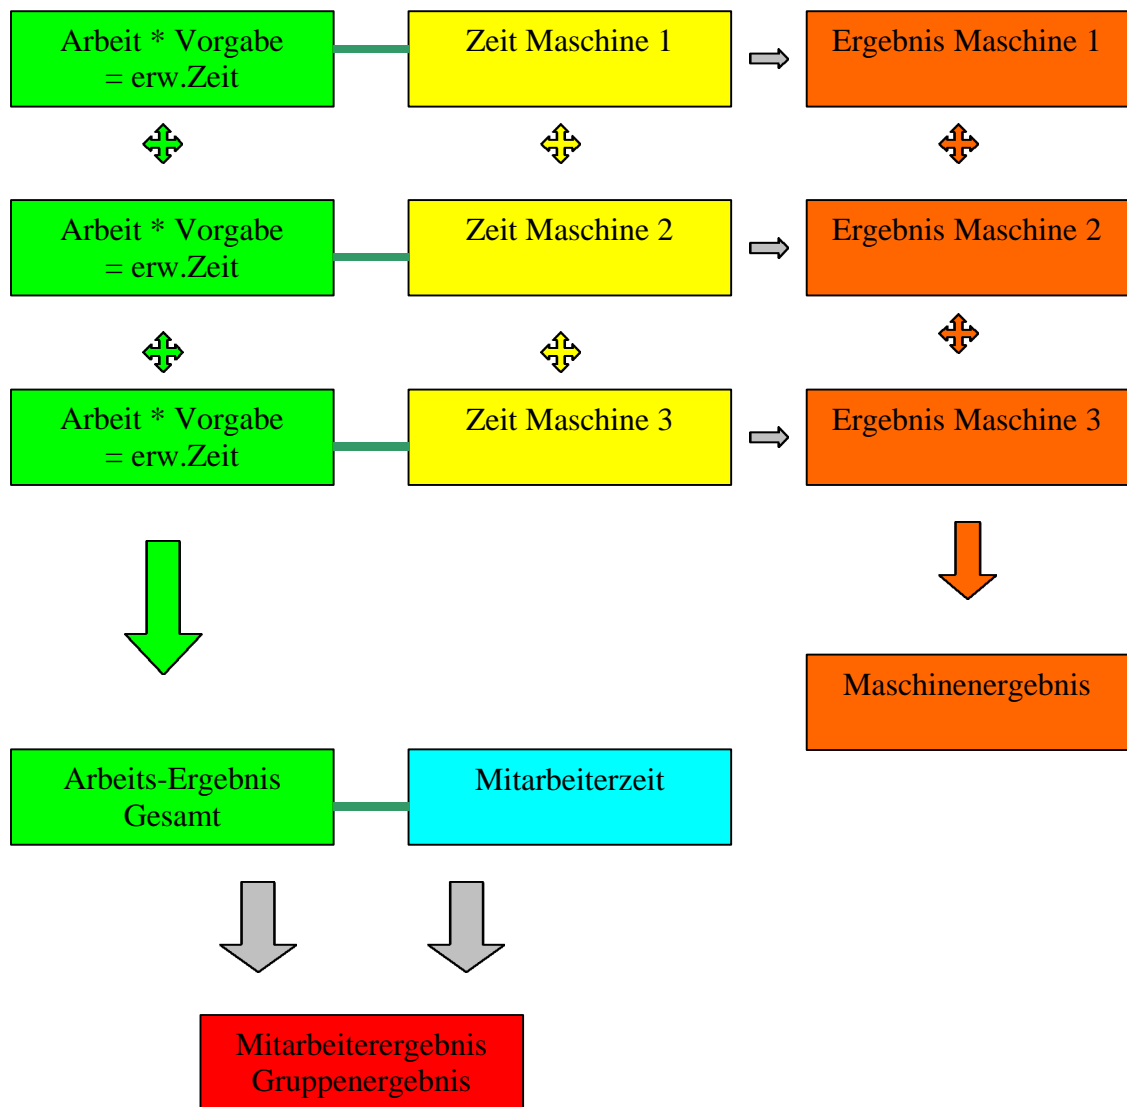 Arbeit * Vorgabe
= erw.Zeit
Zeit Maschine 1
Ergebnis Maschine 1
Arbeit * Vorgabe
= erw.Zeit
Zeit Maschine 2
Ergebnis Maschine 2
Arbeit * Vorgabe
= erw.Zeit
Zeit Maschine 3
Ergebnis Maschine 3
Maschinenergebnis
Arbeits-Ergebnis
Gesamt
Mitarbeiterzeit
Mitarbeiterergebnis
Gruppenergebnis